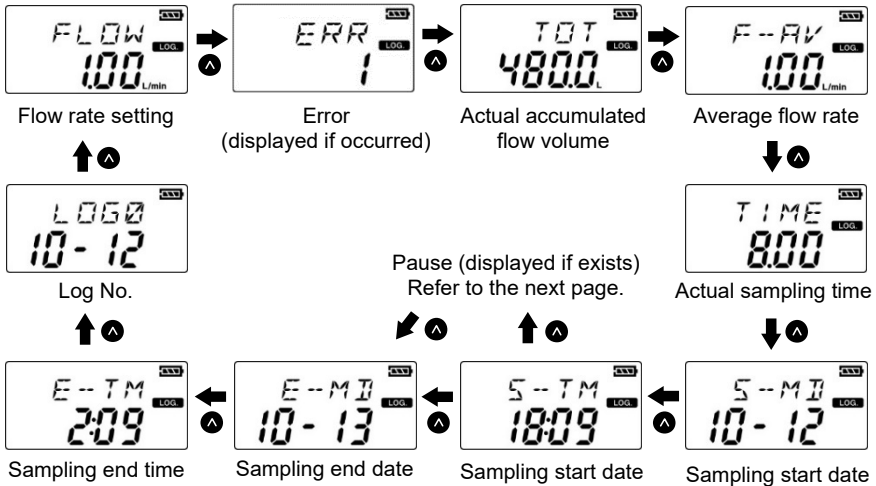 FLOW
LOG.
1.00 L/min
Flow rate setting
ERR
LOG.
1
Error
(displayed if occurred)
TOT
LOG.
480.0 L
Actual accumulated
flow volume
F--AV
LOG.
1.00 L/min
Average flow rate
LOG0
10-12
Log No.
Pause (displayed if exists)
Refer to the next page.
TIME
LOG.
8.00
Actual sampling time
E--TM
LOG.
2:09
Sampling end time
E--MD
LOG.
10-13
Sampling end date
S--TM
LOG.
18:09
Sampling start date
S--MD
LOG.
10-12
Sampling start date